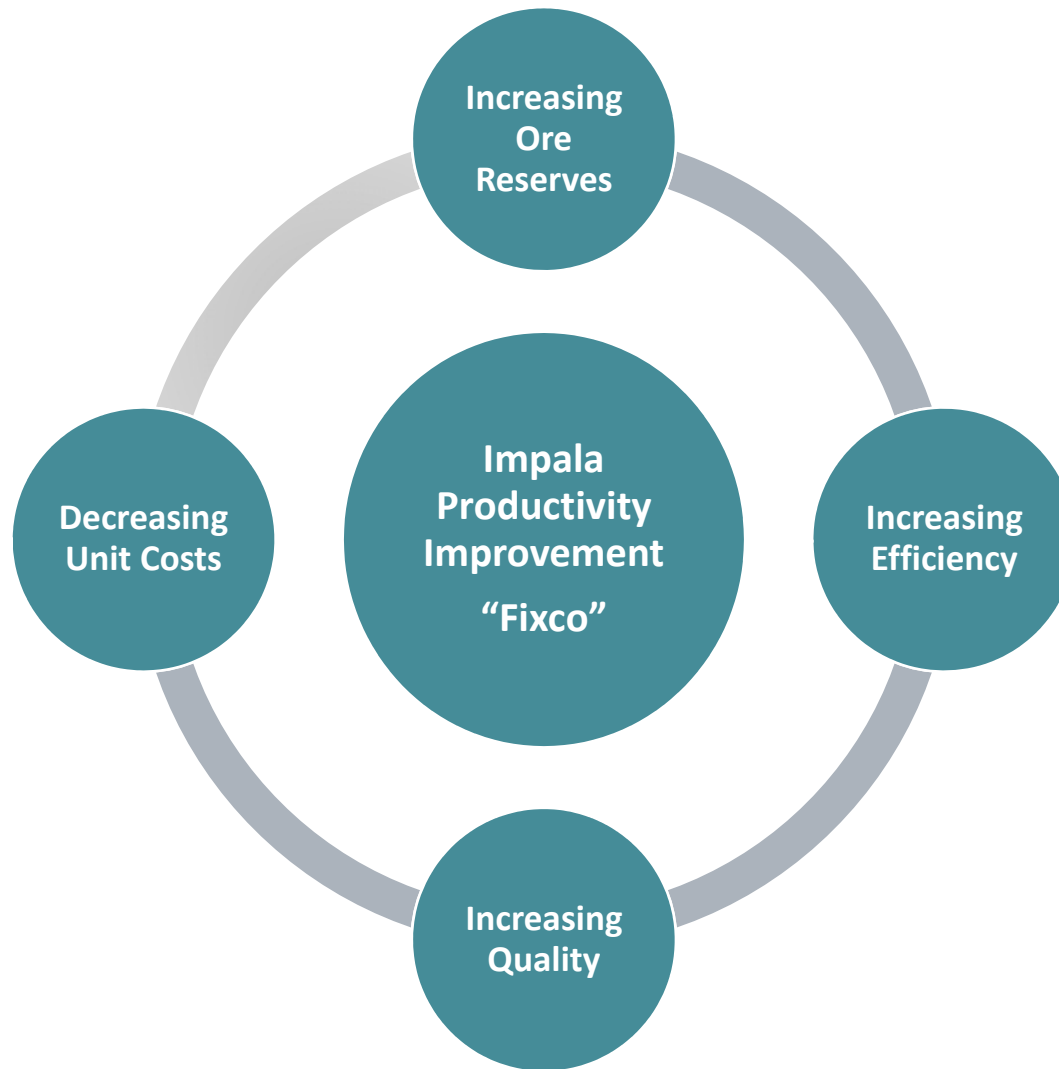 Increasing
Ore
Reserves
Impala
Productivity
Improvement
“Fixco”
Decreasing
Unit Costs
Increasing
Efficiency
Increasing
Quality